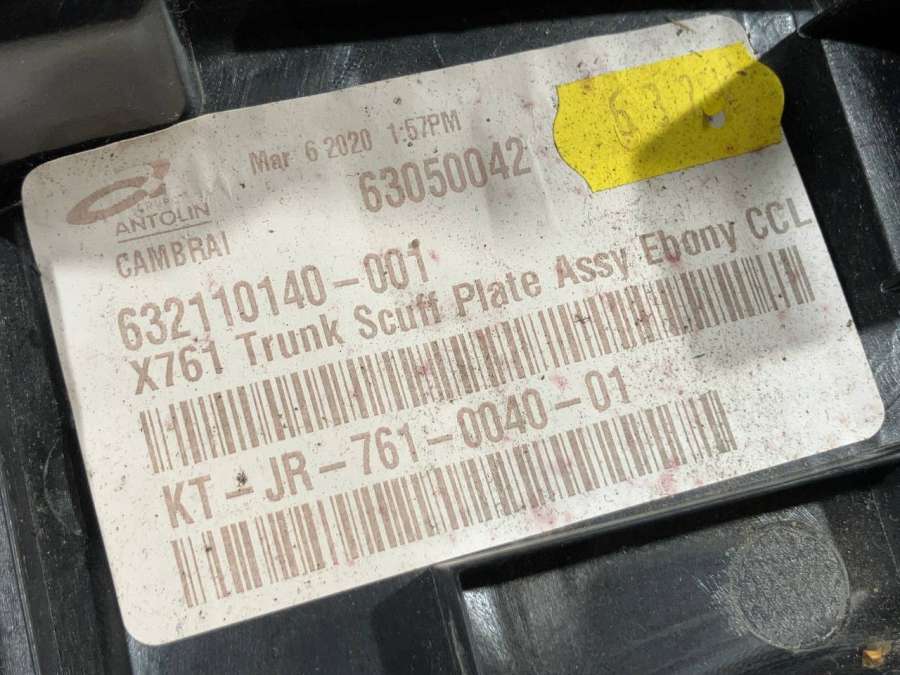 Mar 6 2020 1:57PM
63050042
ANTOLIN
CAMBRAI
632110140-001
X761 Trunk Scuff Plate Assy Ebony CCL
KT-JR-761-0040-01